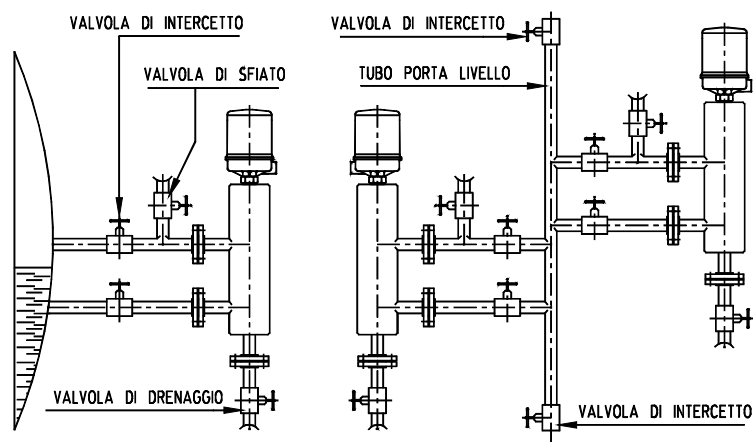 VALVOLA DI INTERCETTO
VALVOLA DI SFIATO
VALVOLA DI INTERCETTO
TUBO PORTA LIVELLO
VALVOLA DI DRENAGGIO
VALVOLA DI INTERCETTO